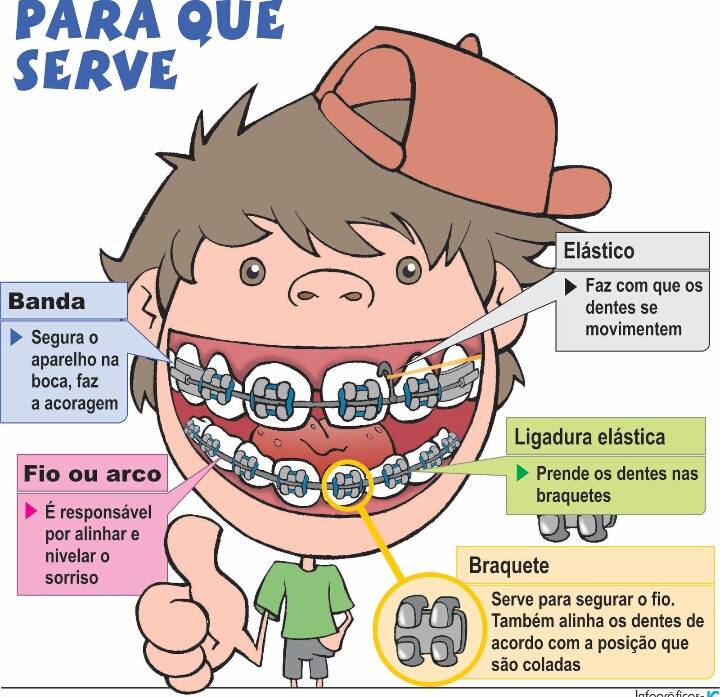 PARA QUE
SERVE
Elástico
Faz com que os
dentes se
movimentem
Banda
Segura o
aparelho na
boca, faz
a acoragem
Ligadura elástica
Prende os dentes nas
braquetes
Fio ou arco
É responsável
por alinhar e
nivelar o
sorriso
Braquete
Serve para segurar o fio.
Também alinha os dentes de
acordo com a posição que
são coladas